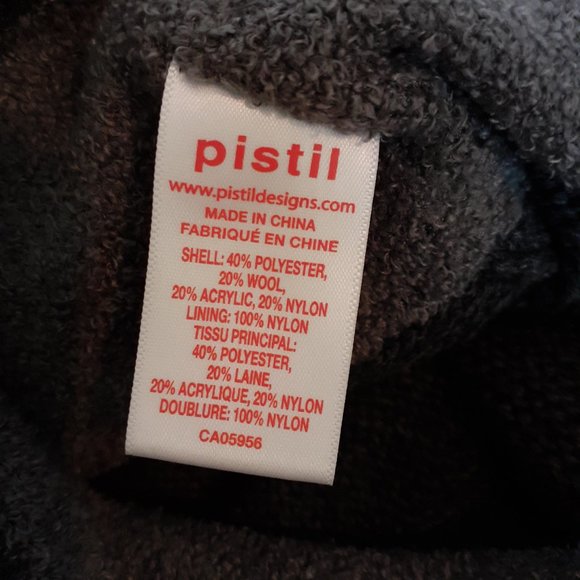 pistil
www.pistildesigns.com
MADE IN CHINA
FABRIQUÉ EN CHINE
SHELL: 40% POLYESTER,
20% WOOL,
20% ACRYLIC, 20% NYLON
LINING: 100% NYLON
TISSU PRINCIPAL:
40% POLYESTER,
20% LAINE,
20% ACRYLIQUE, 20% NYLON
DOUBLURE: 100% NYLON
CA05956